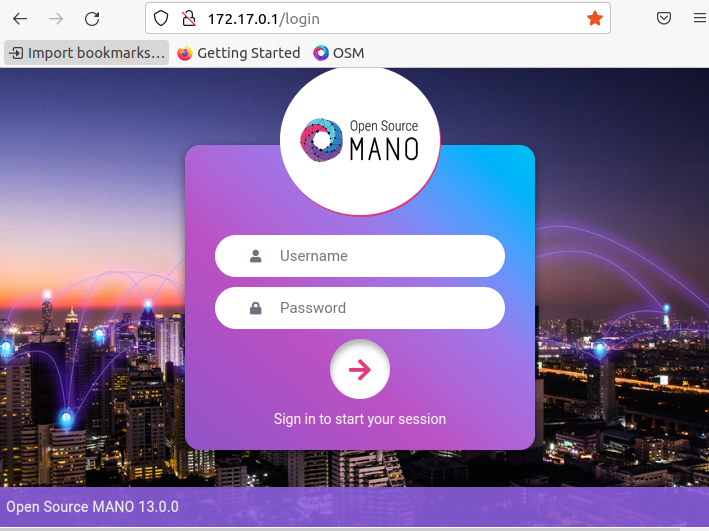 172.17.0.1/login
Import bookmarks… Getting Started OSM
Open Source
MANO
Username
Password
Sign in to start your session
Open Source MANO 13.0.0